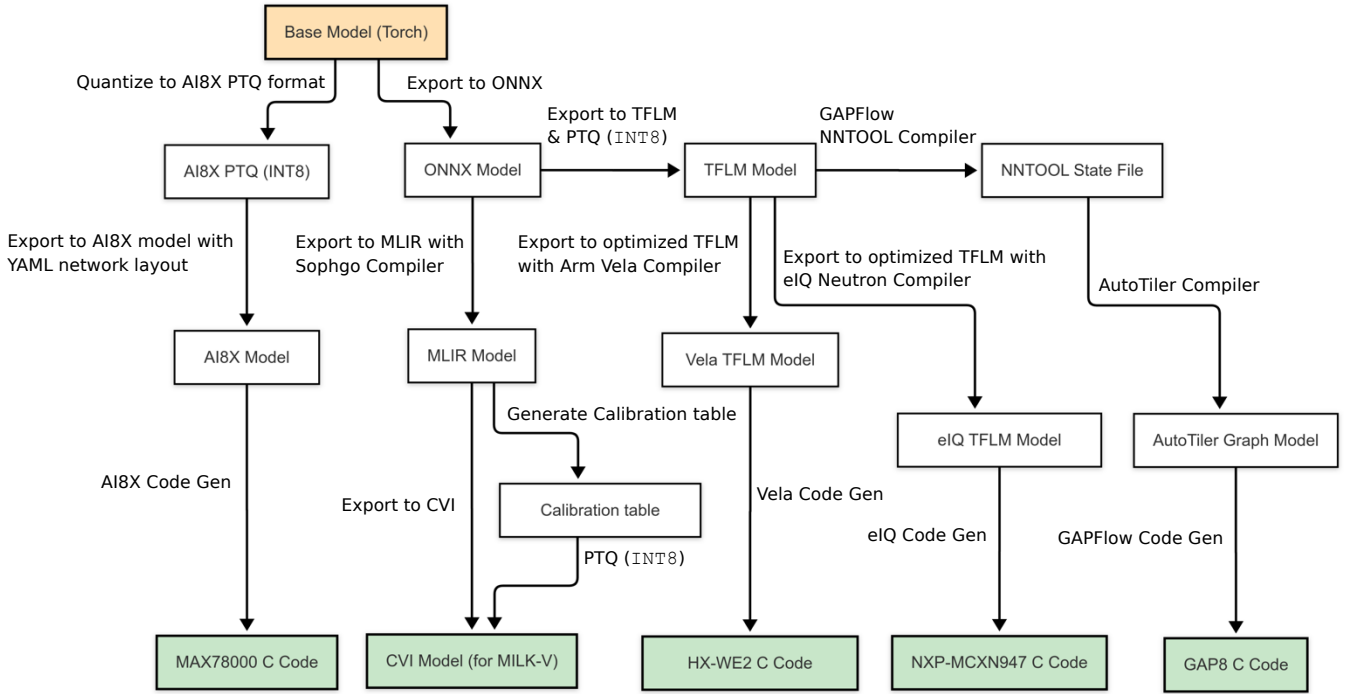 Base Model (Torch)
Quantize to AI8X PTQ format
Export to ONNX
Export to TFLM
& PTQ (INT8)
GAPFlow
NNTOOL Compiler
AI8X PTQ (INT8)
ONNX Model
TFLM Model
NNTOOL State File
Export to AI8X model with
YAML network layout
Export to MLIR with
Sophgo Compiler
Export to optimized TFLM
with Arm Vela Compiler
Export to optimized TFLM with
eIQ Neutron Compiler
AutoTiler Compiler
AI8X Model
MLIR Model
Vela TFLM Model
Generate Calibration table
eIQ TFLM Model
AutoTiler Graph Model
AI8X Code Gen
Export to CVI
Calibration table
Vela Code Gen
eIQ Code Gen
GAPFlow Code Gen
PTQ (INT8)
MAX78000 C Code
CVI Model (for MILK-V)
HX-WE2 C Code
NXP-MCXN947 C Code
GAP8 C Code